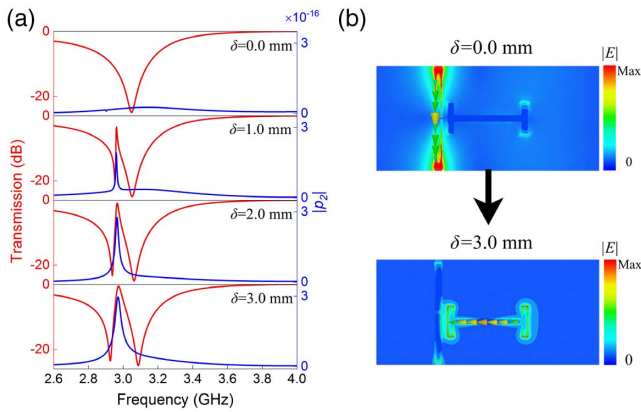 (a)
×10⁻¹⁶
0
3
δ=0.0 mm
-20
0
0
3
δ=1.0 mm
-20
0
0
3
δ=2.0 mm
-20
0
0
3
δ=3.0 mm
-20
0
Transmission (dB)
|p₂|
2.6
2.8
3.0
3.2
3.4
3.6
3.8
4.0
Frequency (GHz)
(b)
δ=0.0 mm
|E|
Max
0
δ=3.0 mm
|E|
Max
0